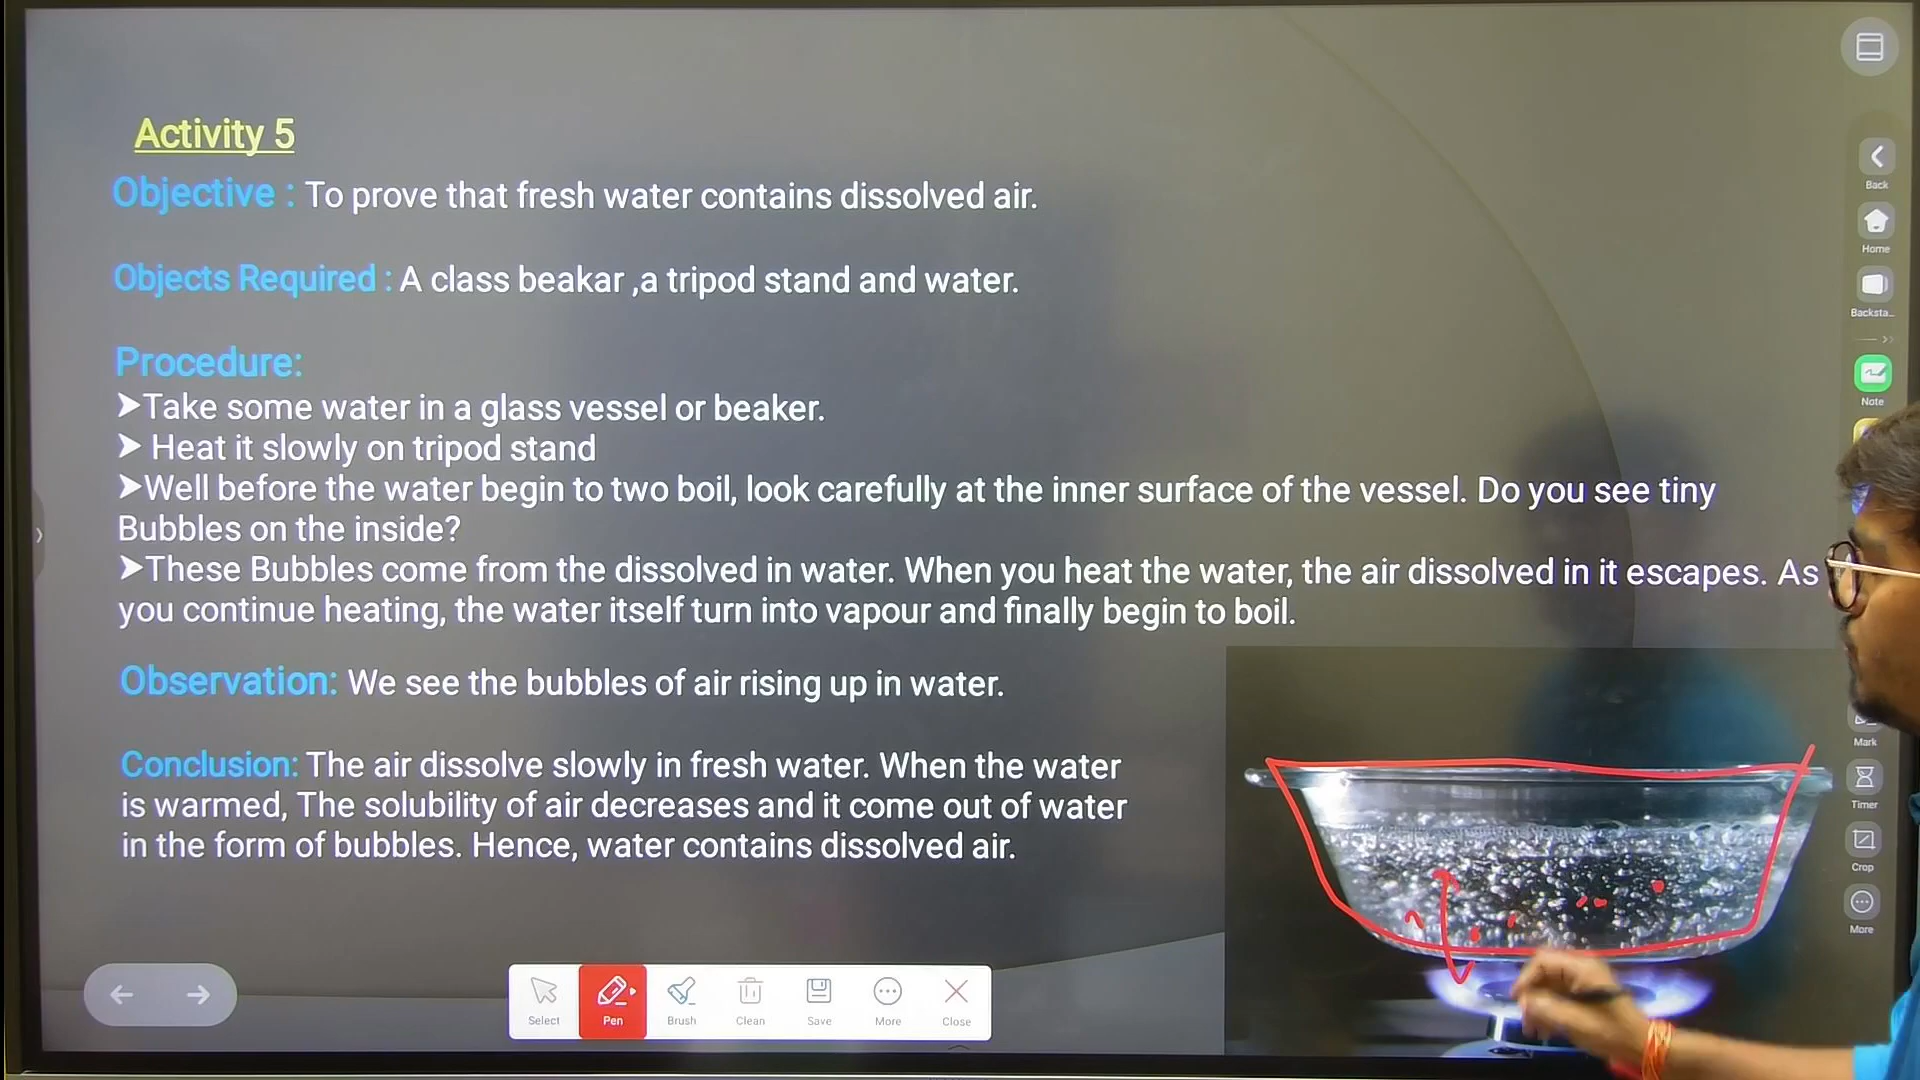 Activity 5
Objective : To prove that fresh water contains dissolved air.
Objects Required : A class beakar ,a tripod stand and water.
Procedure:
➤Take some water in a glass vessel or beaker.
➤ Heat it slowly on tripod stand
➤Well before the water begin to two boil, look carefully at the inner surface of the vessel. Do you see tiny
Bubbles on the inside?
➤These Bubbles come from the dissolved in water. When you heat the water, the air dissolved in it escapes. As
you continue heating, the water itself turn into vapour and finally begin to boil.
Observation: We see the bubbles of air rising up in water.
Conclusion: The air dissolve slowly in fresh water. When the water
is warmed, The solubility of air decreases and it come out of water
in the form of bubbles. Hence, water contains dissolved air.
Select Pen Brush Clean Save More Close
Back
Home
Backsta...
Note
Mark
Timer
Crop
More